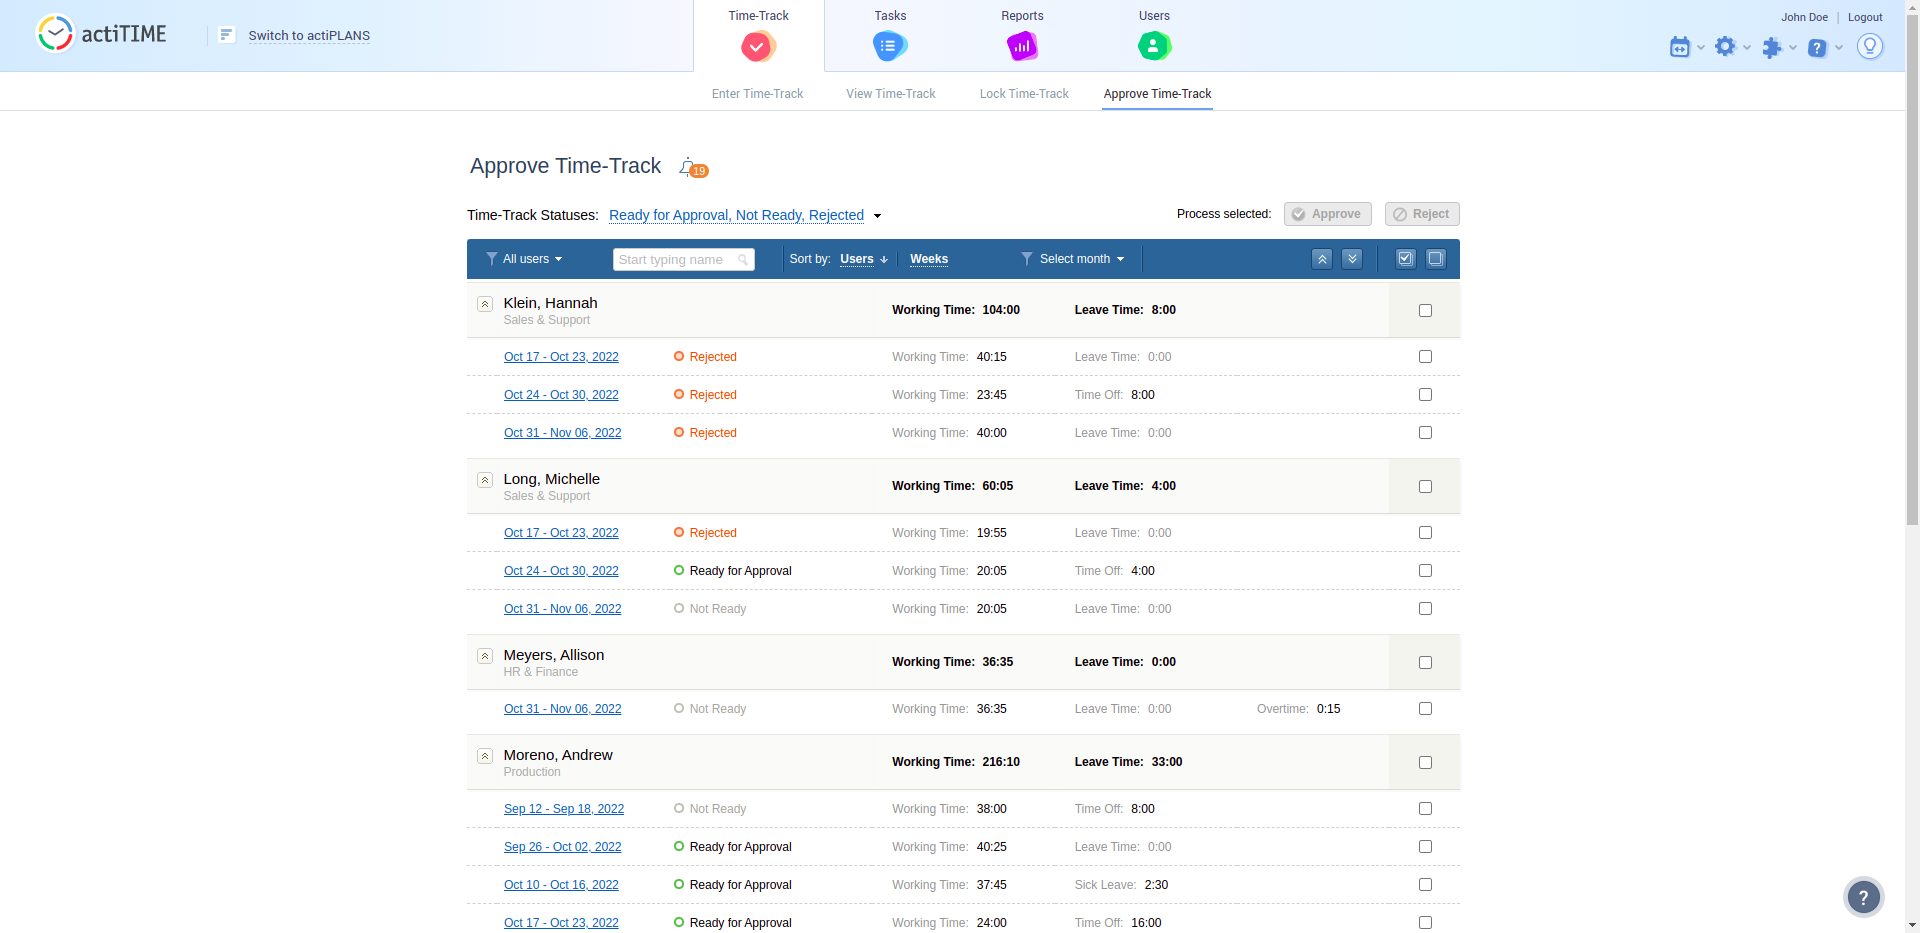 actiTIME
Switch to actiPLANS
Time-Track
Tasks
Reports
Users
John Doe
Logout
Enter Time-Track
View Time-Track
Lock Time-Track
Approve Time-Track
Approve Time-Track 19
Time-Track Statuses: Ready for Approval, Not Ready, Rejected
Process selected: Approve Reject
All users Start typing name Sort by: Users Weeks Select month
Klein, Hannah
Sales & Support
Working Time: 104:00 Leave Time: 8:00
Oct 17 - Oct 23, 2022 Rejected Working Time: 40:15 Leave Time: 0:00
Oct 24 - Oct 30, 2022 Rejected Working Time: 23:45 Time Off: 8:00
Oct 31 - Nov 06, 2022 Rejected Working Time: 40:00 Leave Time: 0:00
Long, Michelle
Sales & Support
Working Time: 60:05 Leave Time: 4:00
Oct 17 - Oct 23, 2022 Rejected Working Time: 19:55 Leave Time: 0:00
Oct 24 - Oct 30, 2022 Ready for Approval Working Time: 20:05 Time Off: 4:00
Oct 31 - Nov 06, 2022 Not Ready Working Time: 20:05 Leave Time: 0:00
Meyers, Allison
HR & Finance
Working Time: 36:35 Leave Time: 0:00
Oct 31 - Nov 06, 2022 Not Ready Working Time: 36:35 Leave Time: 0:00 Overtime: 0:15
Moreno, Andrew
Production
Working Time: 216:10 Leave Time: 33:00
Sep 12 - Sep 18, 2022 Not Ready Working Time: 38:00 Time Off: 8:00
Sep 26 - Oct 02, 2022 Ready for Approval Working Time: 40:25 Leave Time: 0:00
Oct 10 - Oct 16, 2022 Ready for Approval Working Time: 37:45 Sick Leave: 2:30
Oct 17 - Oct 23, 2022 Ready for Approval Working Time: 24:00 Time Off: 16:00
?